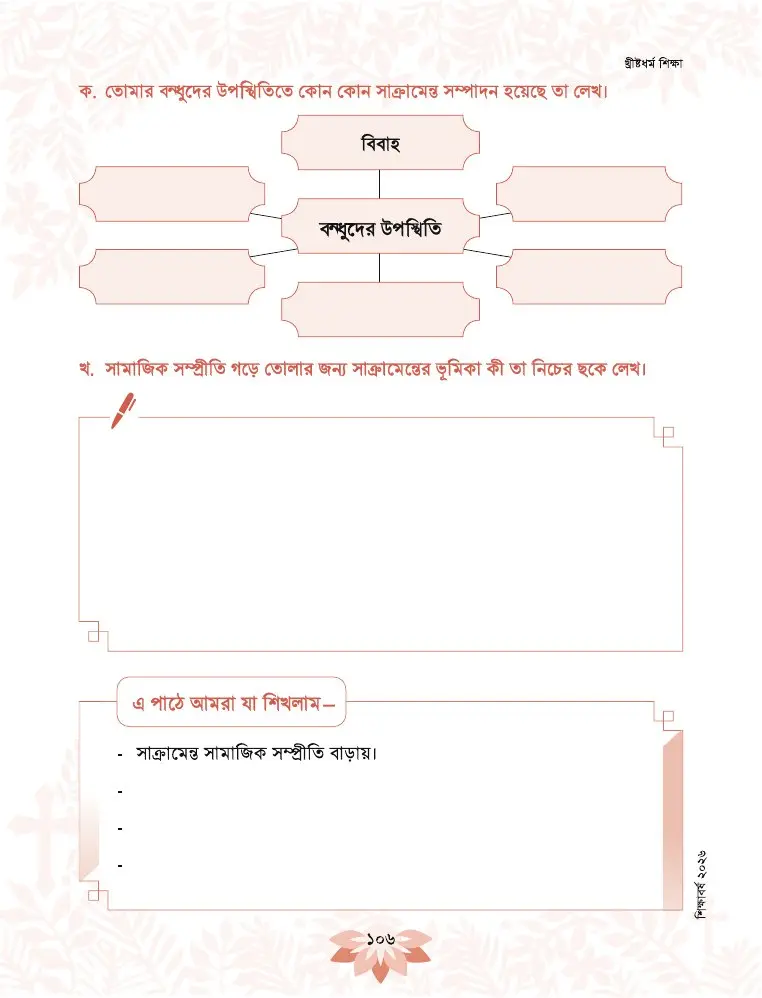 খ্রীষ্টধর্ম শিক্ষা
ক. তোমার বন্ধুদের উপস্থিতিতে কোন কোন সাক্রামেন্ত সম্পাদন হয়েছে তা লেখ।
বিবাহ
বন্ধুদের উপস্থিতি
খ. সামাজিক সম্প্রীতি গড়ে তোলার জন্য সাক্রামেন্তের ভূমিকা কী তা নিচের ছকে লেখ।
এ পাঠে আমরা যা শিখলাম–
- সাক্রামেন্ত সামাজিক সম্প্রীতি বাড়ায়।
-
-
-
শিক্ষাবর্ষ ২০২৬
১০৬